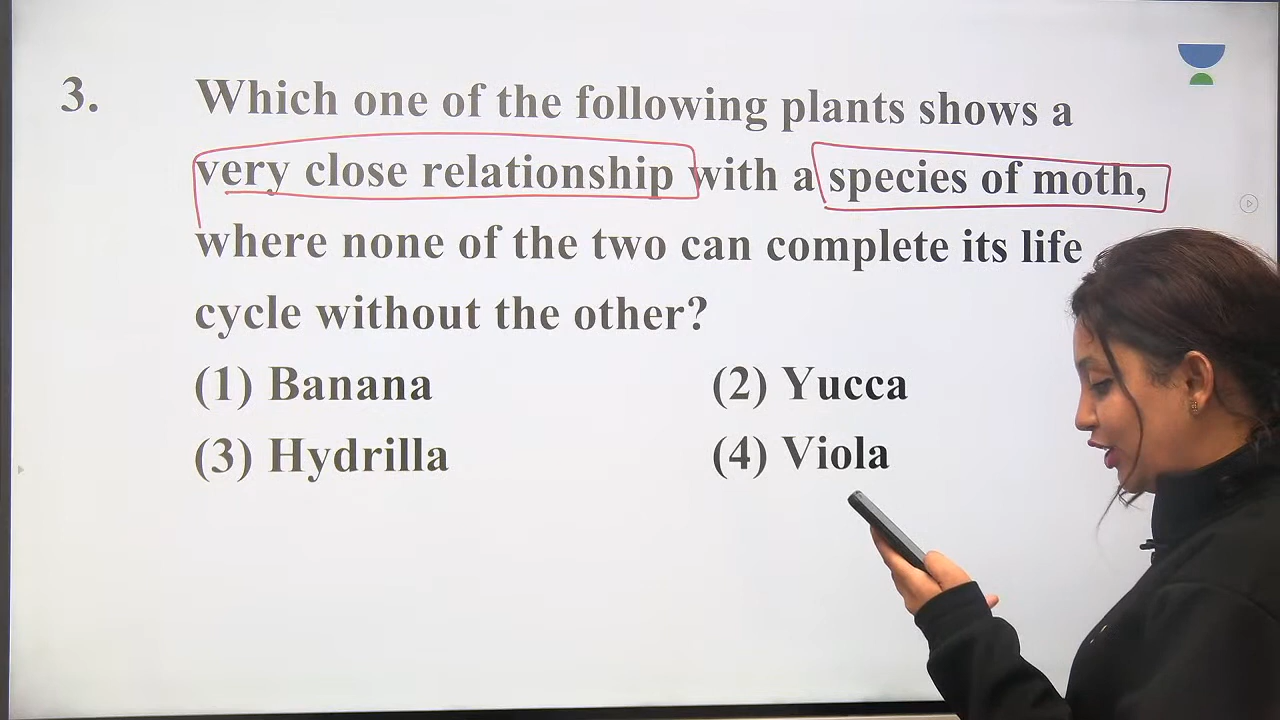 3. Which one of the following plants shows a
very close relationship with a species of moth,
where none of the two can complete its life
cycle without the other?
(1) Banana (2) Yucca
(3) Hydrilla (4) Viola